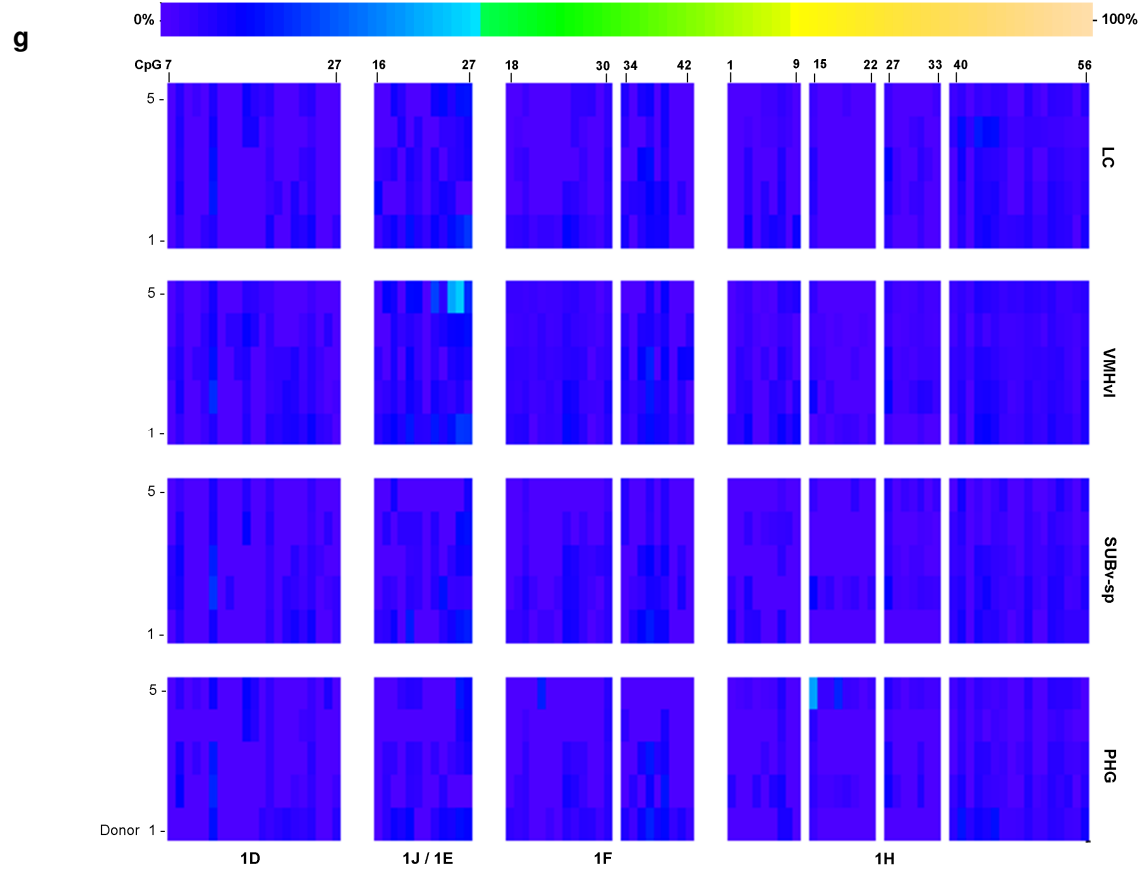 g
0% 100%
CpG 7 27 16 27 18 30 34 42 1 9 15 22 27 33 40 56
5 -
1 -
LC
5 -
1 -
VMHvl
5 -
1 -
SUBv-sp
5 -
Donor 1 -
PHG
1D 1J / 1E 1F 1H